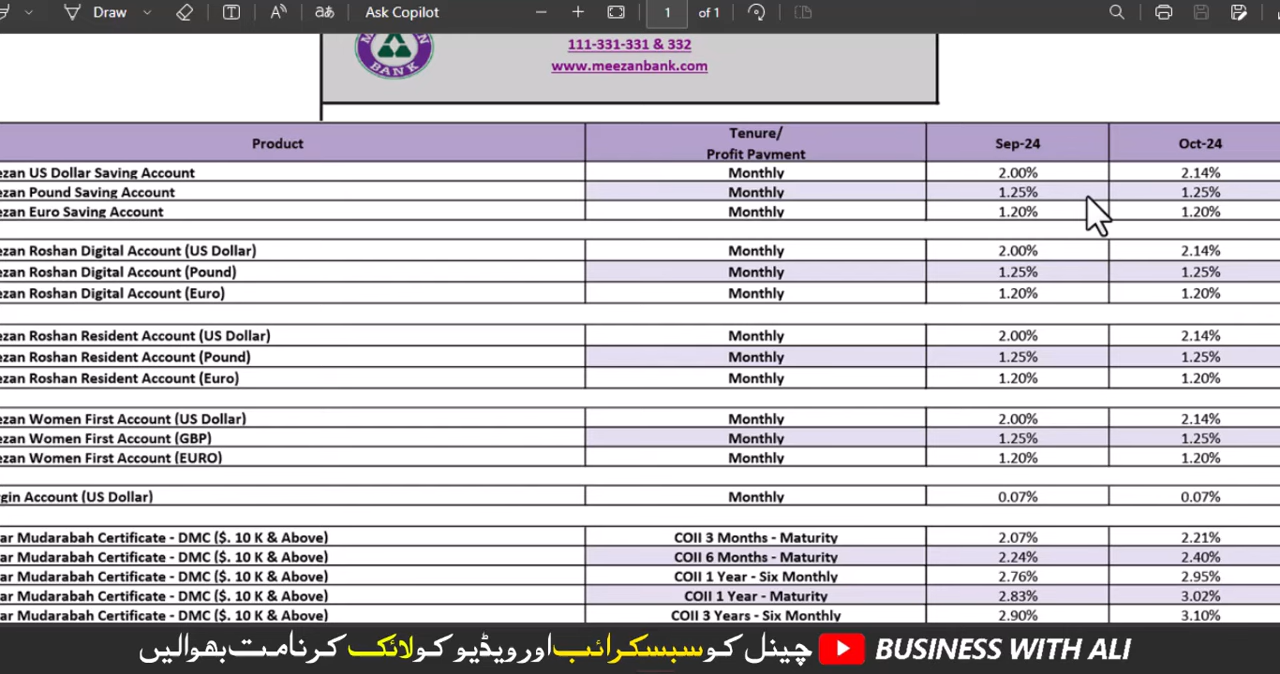 Draw Ask Copilot 1 of 1
BANK
111-331-331 & 332
www.meezanbank.com
Product Tenure/ Profit Payment Sep-24 Oct-24
ezan US Dollar Saving Account Monthly 2.00% 2.14%
ezan Pound Saving Account Monthly 1.25% 1.25%
ezan Euro Saving Account Monthly 1.20% 1.20%
ezan Roshan Digital Account (US Dollar) Monthly 2.00% 2.14%
ezan Roshan Digital Account (Pound) Monthly 1.25% 1.25%
ezan Roshan Digital Account (Euro) Monthly 1.20% 1.20%
ezan Roshan Resident Account (US Dollar) Monthly 2.00% 2.14%
ezan Roshan Resident Account (Pound) Monthly 1.25% 1.25%
ezan Roshan Resident Account (Euro) Monthly 1.20% 1.20%
ezan Women First Account (US Dollar) Monthly 2.00% 2.14%
ezan Women First Account (GBP) Monthly 1.25% 1.25%
ezan Women First Account (EURO) Monthly 1.20% 1.20%
rgin Account (US Dollar) Monthly 0.07% 0.07%
ar Mudarabah Certificate - DMC ($. 10 K & Above) COII 3 Months - Maturity 2.07% 2.21%
ar Mudarabah Certificate - DMC ($. 10 K & Above) COII 6 Months - Maturity 2.24% 2.40%
ar Mudarabah Certificate - DMC ($. 10 K & Above) COII 1 Year - Six Monthly 2.76% 2.95%
ar Mudarabah Certificate - DMC ($. 10 K & Above) COII 1 Year - Maturity 2.83% 3.02%
ar Mudarabah Certificate - DMC ($. 10 K & Above) COII 3 Years - Six Monthly 2.90% 3.10%
چینل کو سبسکرائب اور ویڈیو کو لائک کرنا مت بھوالیں BUSINESS WITH ALI